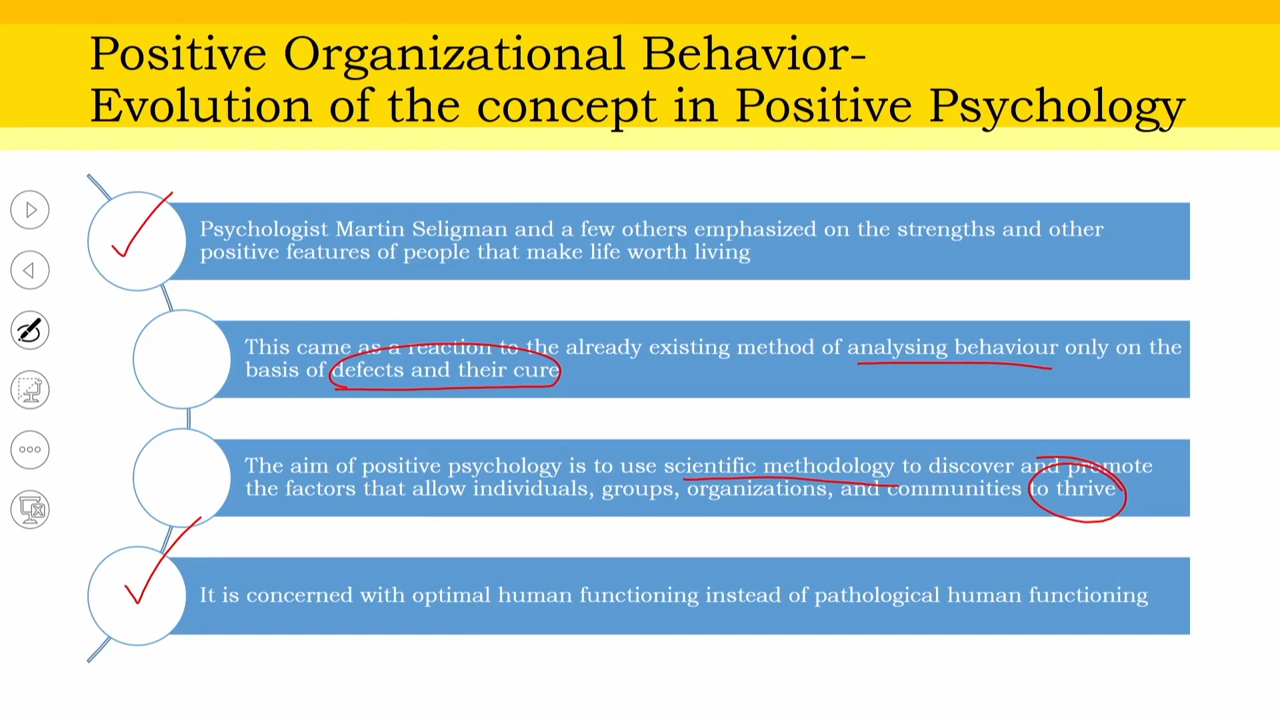 Positive Organizational Behavior-
Evolution of the concept in Positive Psychology
Psychologist Martin Seligman and a few others emphasized on the strengths and other
positive features of people that make life worth living
This came as a reaction to the already existing method of analysing behaviour only on the
basis of defects and their cure
The aim of positive psychology is to use scientific methodology to discover and promote
the factors that allow individuals, groups, organizations, and communities to thrive
It is concerned with optimal human functioning instead of pathological human functioning